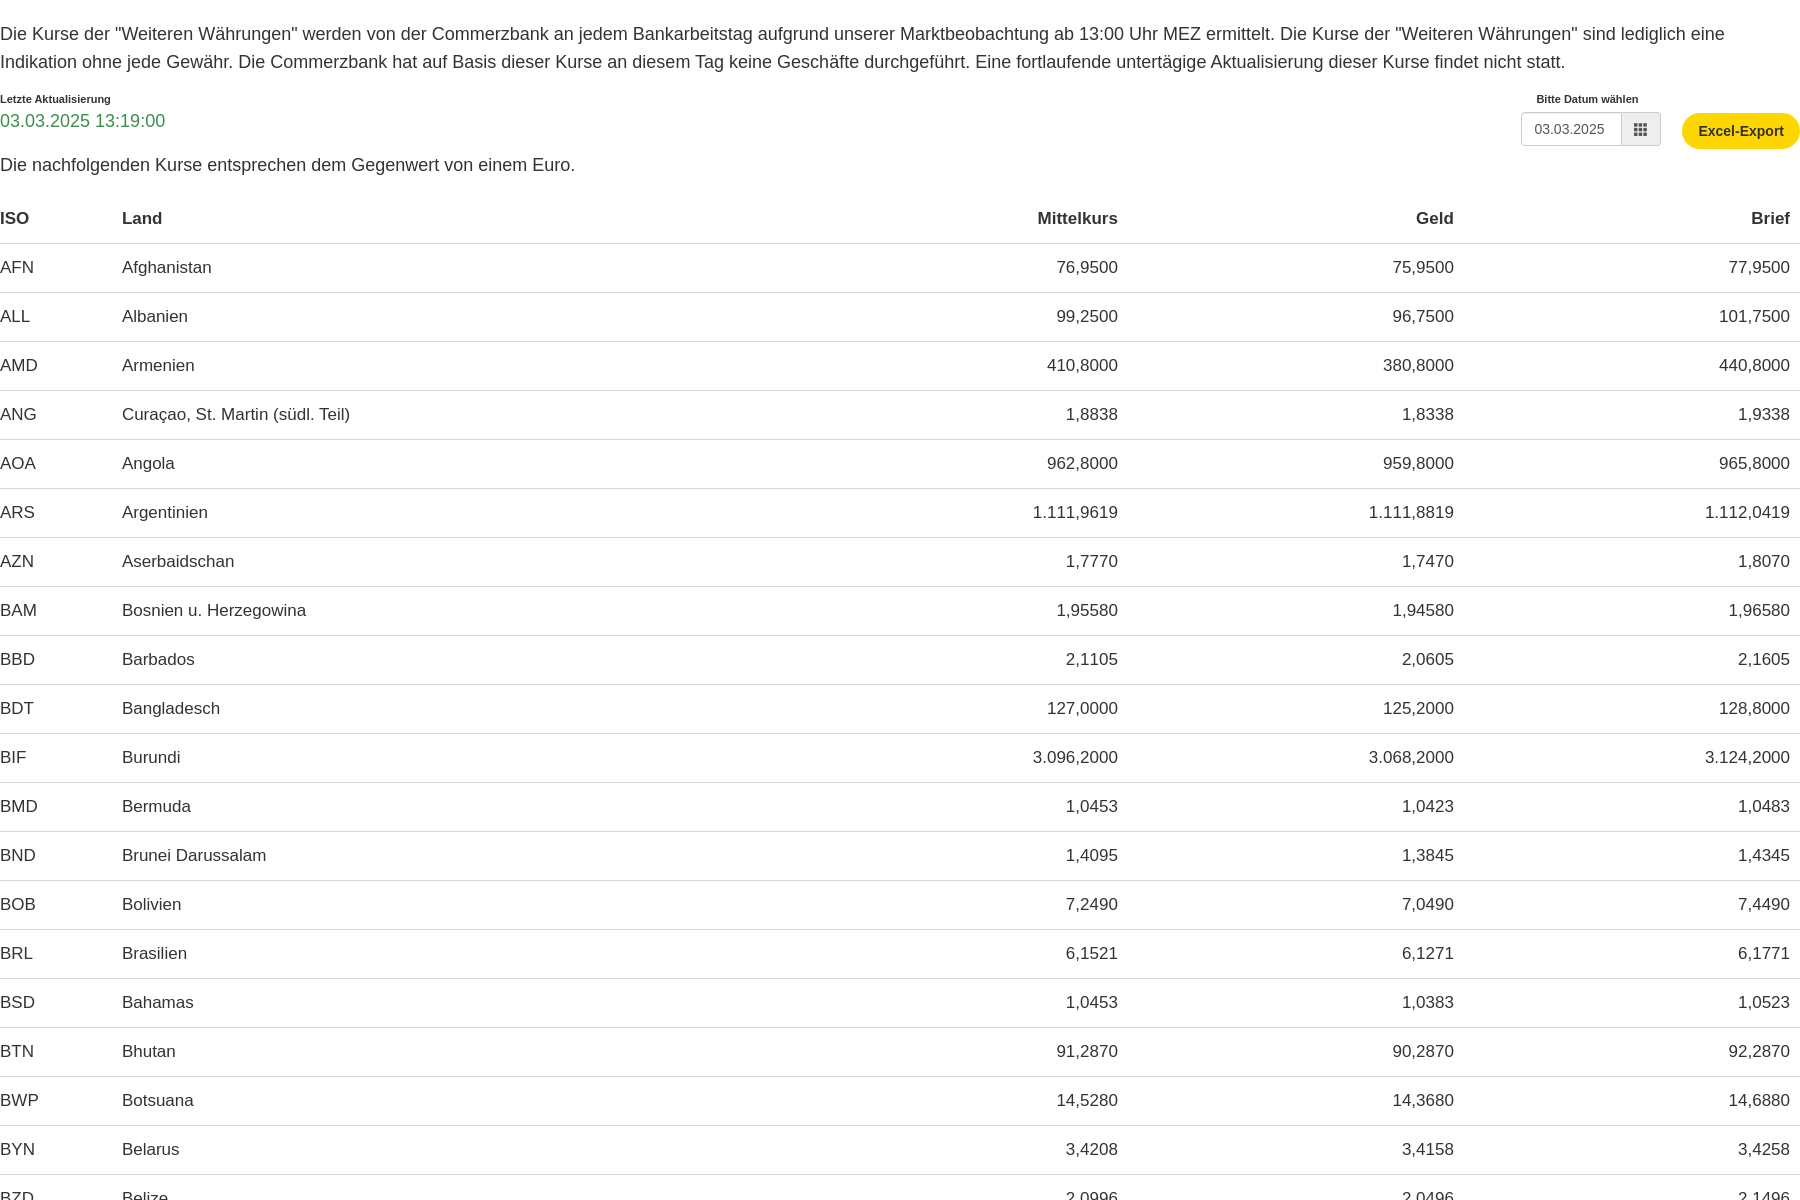 Die Kurse der "Weiteren Währungen" werden von der Commerzbank an jedem Bankarbeitstag aufgrund unserer Marktbeobachtung ab 13:00 Uhr MEZ ermittelt. Die Kurse der "Weiteren Währungen" sind lediglich eine
Indikation ohne jede Gewähr. Die Commerzbank hat auf Basis dieser Kurse an diesem Tag keine Geschäfte durchgeführt. Eine fortlaufende untertägige Aktualisierung dieser Kurse findet nicht statt.
Letzte Aktualisierung
03.03.2025 13:19:00
Bitte Datum wählen
03.03.2025
Excel-Export
Die nachfolgenden Kurse entsprechen dem Gegenwert von einem Euro.
ISO Land Mittelkurs Geld Brief
AFN Afghanistan 76,9500 75,9500 77,9500
ALL Albanien 99,2500 96,7500 101,7500
AMD Armenien 410,8000 380,8000 440,8000
ANG Curaçao, St. Martin (südl. Teil) 1,8838 1,8338 1,9338
AOA Angola 962,8000 959,8000 965,8000
ARS Argentinien 1.111,9619 1.111,8819 1.112,0419
AZN Aserbaidschan 1,7770 1,7470 1,8070
BAM Bosnien u. Herzegowina 1,95580 1,94580 1,96580
BBD Barbados 2,1105 2,0605 2,1605
BDT Bangladesch 127,0000 125,2000 128,8000
BIF Burundi 3.096,2000 3.068,2000 3.124,2000
BMD Bermuda 1,0453 1,0423 1,0483
BND Brunei Darussalam 1,4095 1,3845 1,4345
BOB Bolivien 7,2490 7,0490 7,4490
BRL Brasilien 6,1521 6,1271 6,1771
BSD Bahamas 1,0453 1,0383 1,0523
BTN Bhutan 91,2870 90,2870 92,2870
BWP Botsuana 14,5280 14,3680 14,6880
BYN Belarus 3,4208 3,4158 3,4258
BZD Belize 2,0996 2,0496 2,1496